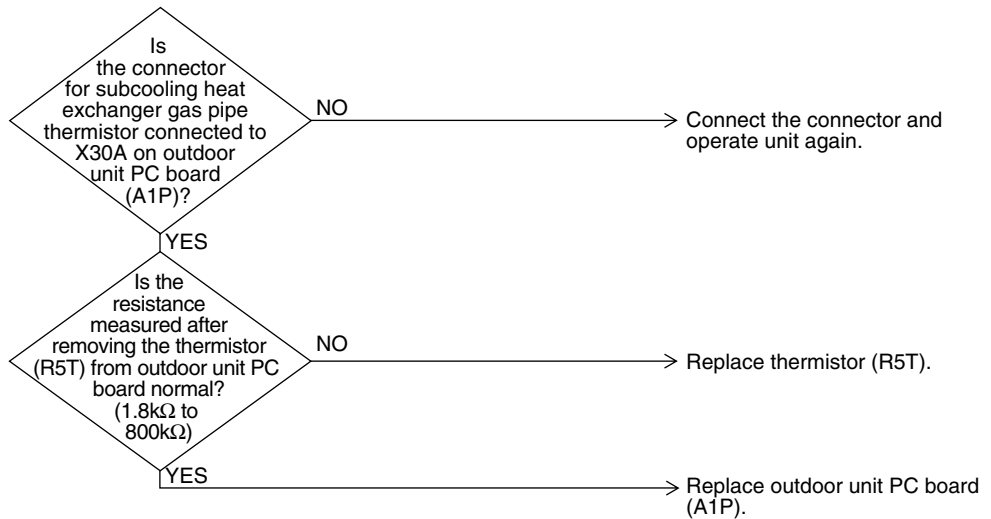 Is
the connector
for subcooling heat
exchanger gas pipe
thermistor connected to
X30A on outdoor
unit PC board
(A1P)?
NO
Connect the connector and
operate unit again.
YES
Is the
resistance
measured after
removing the thermistor
(R5T) from outdoor unit PC
board normal?
(1.8kΩ to
800kΩ)
NO
Replace thermistor (R5T).
YES
Replace outdoor unit PC board
(A1P).